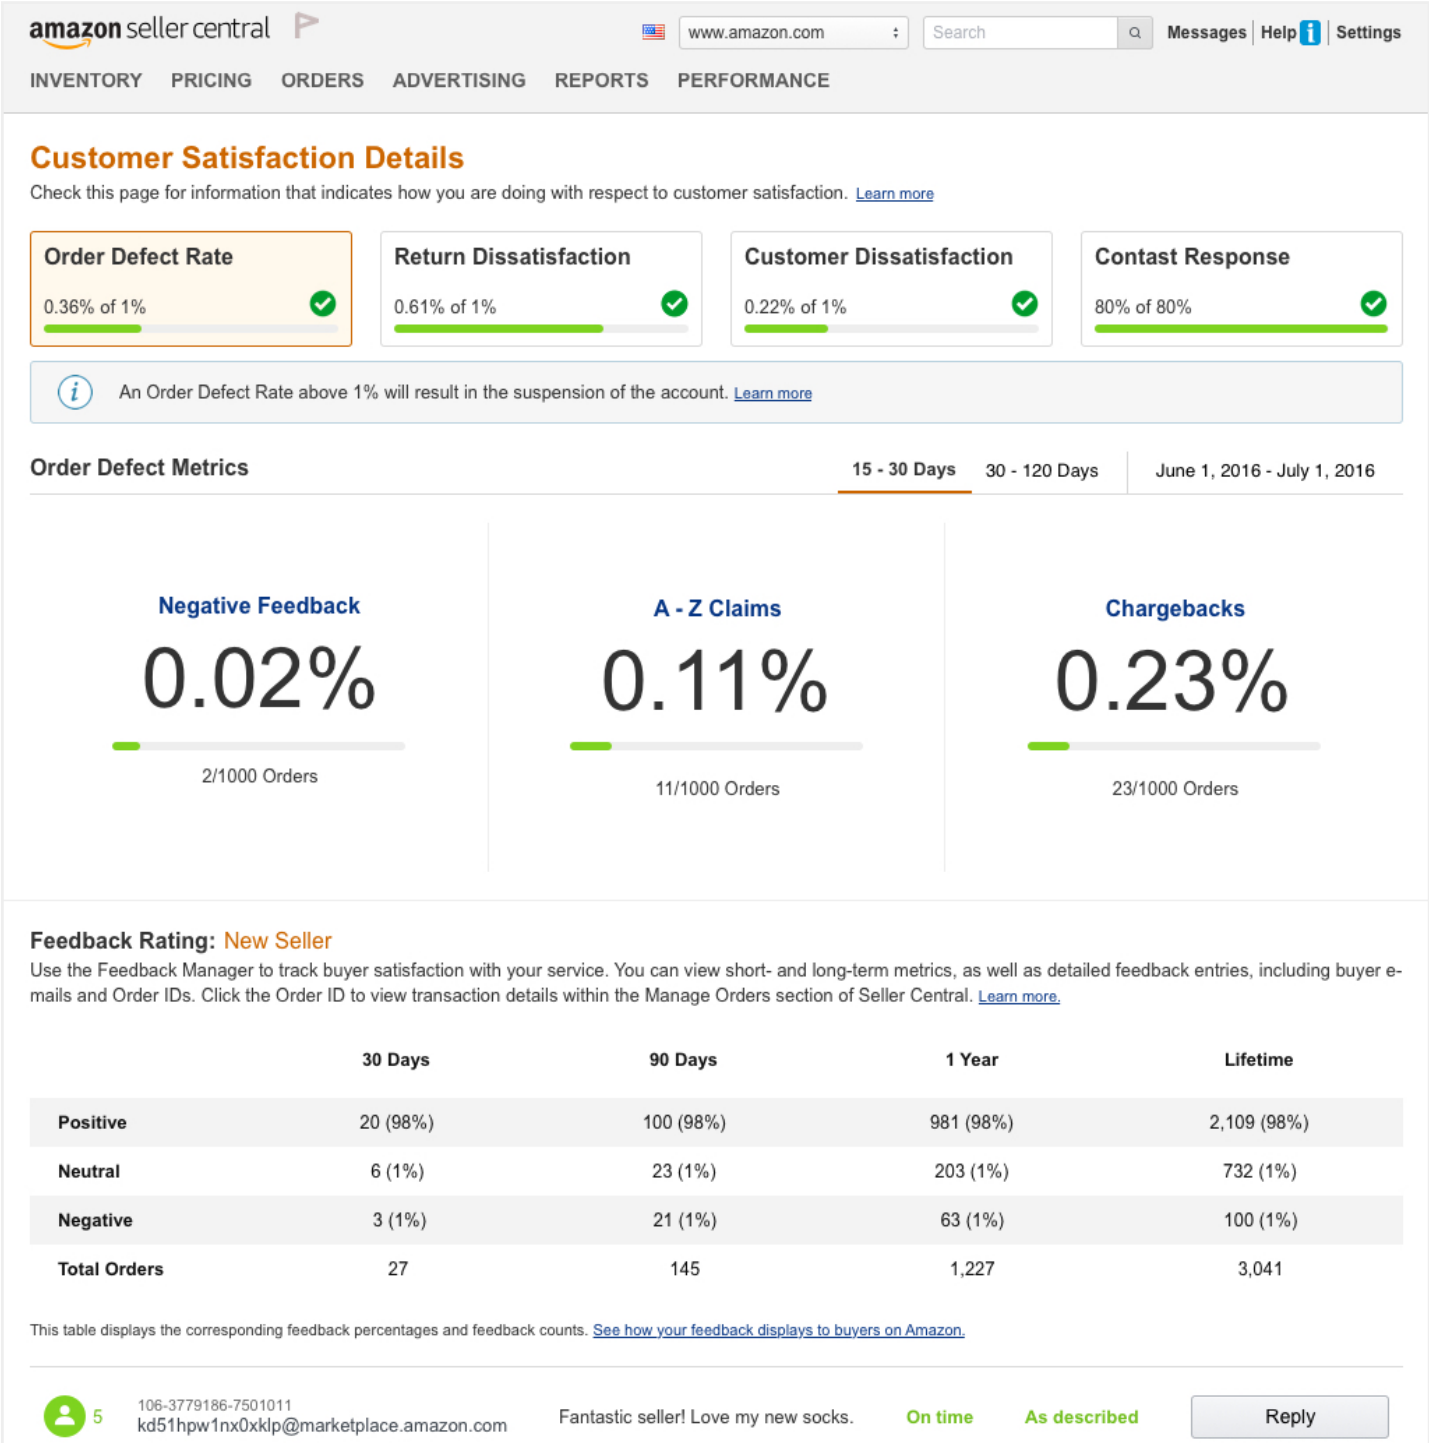 amazon seller central
www.amazon.com
Search
Messages
Help
i
Settings
INVENTORY PRICING ORDERS ADVERTISING REPORTS PERFORMANCE
Customer Satisfaction Details
Check this page for information that indicates how you are doing with respect to customer satisfaction. Learn more
Order Defect Rate
0.36% of 1%
Return Dissatisfaction
0.61% of 1%
Customer Dissatisfaction
0.22% of 1%
Contast Response
80% of 80%
i
An Order Defect Rate above 1% will result in the suspension of the account. Learn more
Order Defect Metrics
15 - 30 Days
30 - 120 Days
June 1, 2016 - July 1, 2016
Negative Feedback
0.02%
2/1000 Orders
A - Z Claims
0.11%
11/1000 Orders
Chargebacks
0.23%
23/1000 Orders
Feedback Rating: New Seller
Use the Feedback Manager to track buyer satisfaction with your service. You can view short- and long-term metrics, as well as detailed feedback entries, including buyer e-
mails and Order IDs. Click the Order ID to view transaction details within the Manage Orders section of Seller Central. Learn more.
30 Days 90 Days 1 Year Lifetime
Positive 20 (98%) 100 (98%) 981 (98%) 2,109 (98%)
Neutral 6 (1%) 23 (1%) 203 (1%) 732 (1%)
Negative 3 (1%) 21 (1%) 63 (1%) 100 (1%)
Total Orders 27 145 1,227 3,041
This table displays the corresponding feedback percentages and feedback counts. See how your feedback displays to buyers on Amazon.
5
106-3779186-7501011
kd51hpw1nx0xklp@marketplace.amazon.com
Fantastic seller! Love my new socks.
On time
As described
Reply